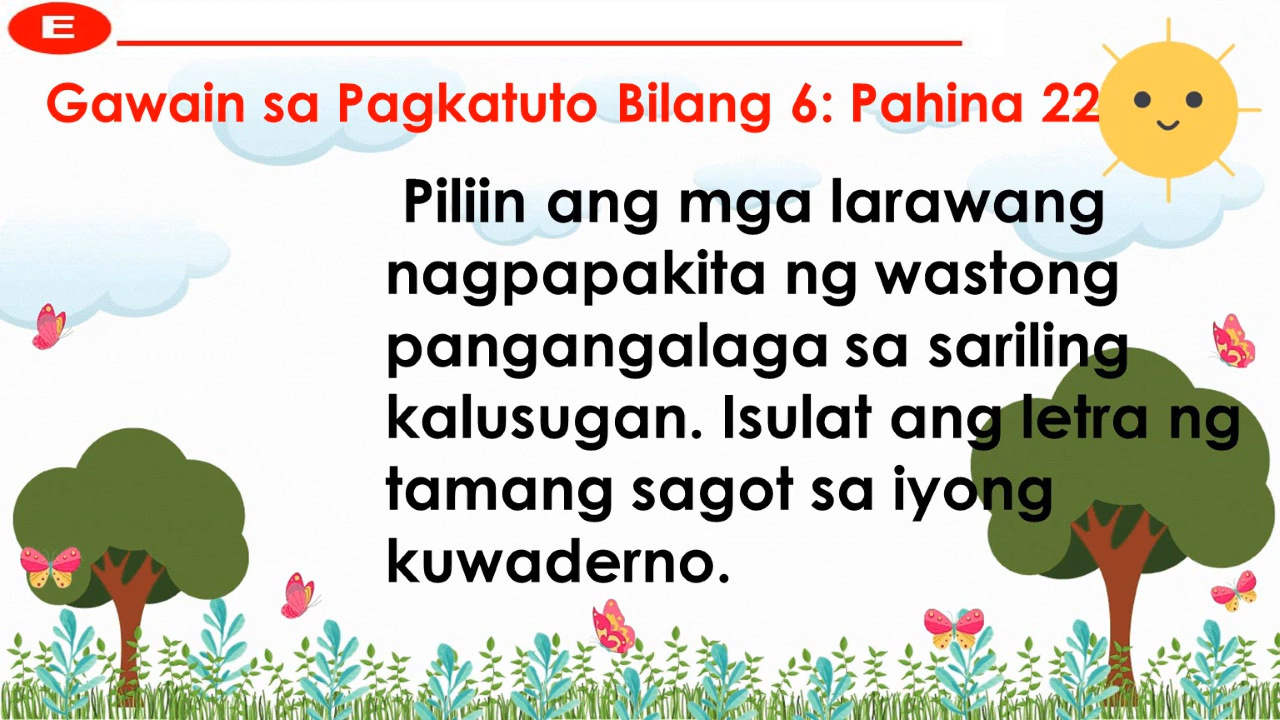 E
Gawain sa Pagkatuto Bilang 6: Pahina 22
Piliin ang mga larawang
nagpapakita ng wastong
pangangalaga sa sariling
kalusugan. Isulat ang letra ng
tamang sagot sa iyong
kuwaderno.